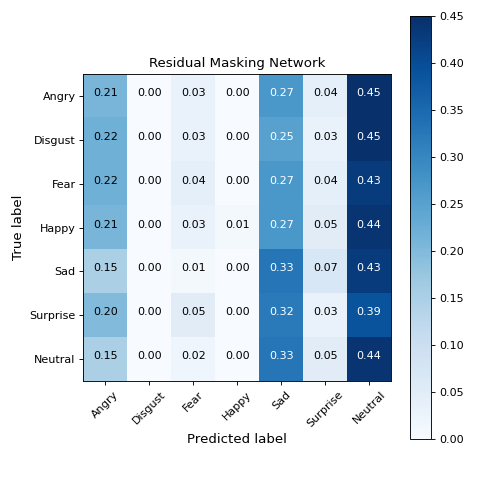 Residual Masking Network
True label
Angry 0.21 0.00 0.03 0.00 0.27 0.04 0.45
Disgust 0.22 0.00 0.03 0.00 0.25 0.03 0.45
Fear 0.22 0.00 0.04 0.00 0.27 0.04 0.43
Happy 0.21 0.00 0.03 0.01 0.27 0.05 0.44
Sad 0.15 0.00 0.01 0.00 0.33 0.07 0.43
Surprise 0.20 0.00 0.05 0.00 0.32 0.03 0.39
Neutral 0.15 0.00 0.02 0.00 0.33 0.05 0.44
Angry Disgust Fear Happy Sad Surprise Neutral
Predicted label
0.45
0.40
0.35
0.30
0.25
0.20
0.15
0.10
0.05
0.00